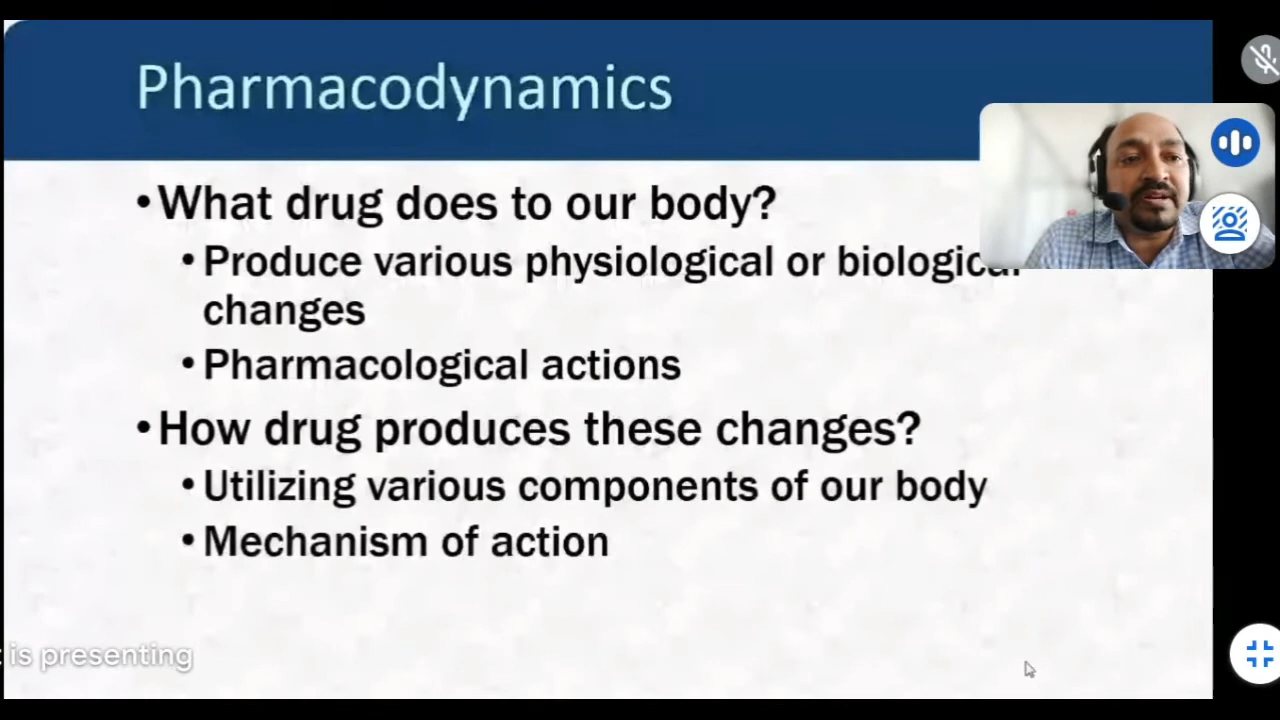 Pharmacodynamics
•What drug does to our body?
•Produce various physiological or biological
changes
•Pharmacological actions
•How drug produces these changes?
•Utilizing various components of our body
•Mechanism of action
is presenting